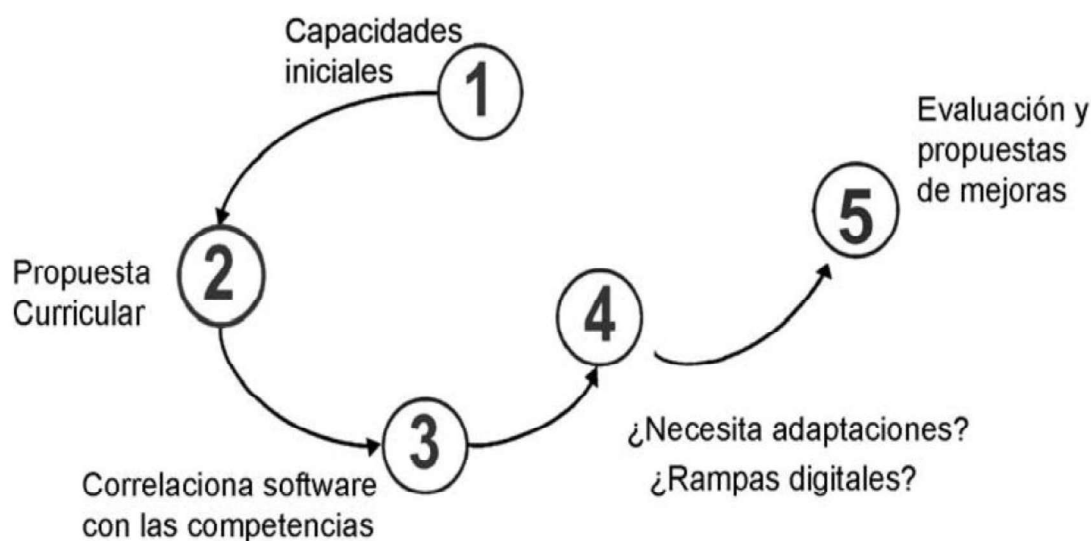 Capacidades
iniciales
1
2
Propuesta
Curricular
3
Correlaciona software
con las competencias
4
¿Necesita adaptaciones?
¿Rampas digitales?
5
Evaluación y
propuestas
de mejoras